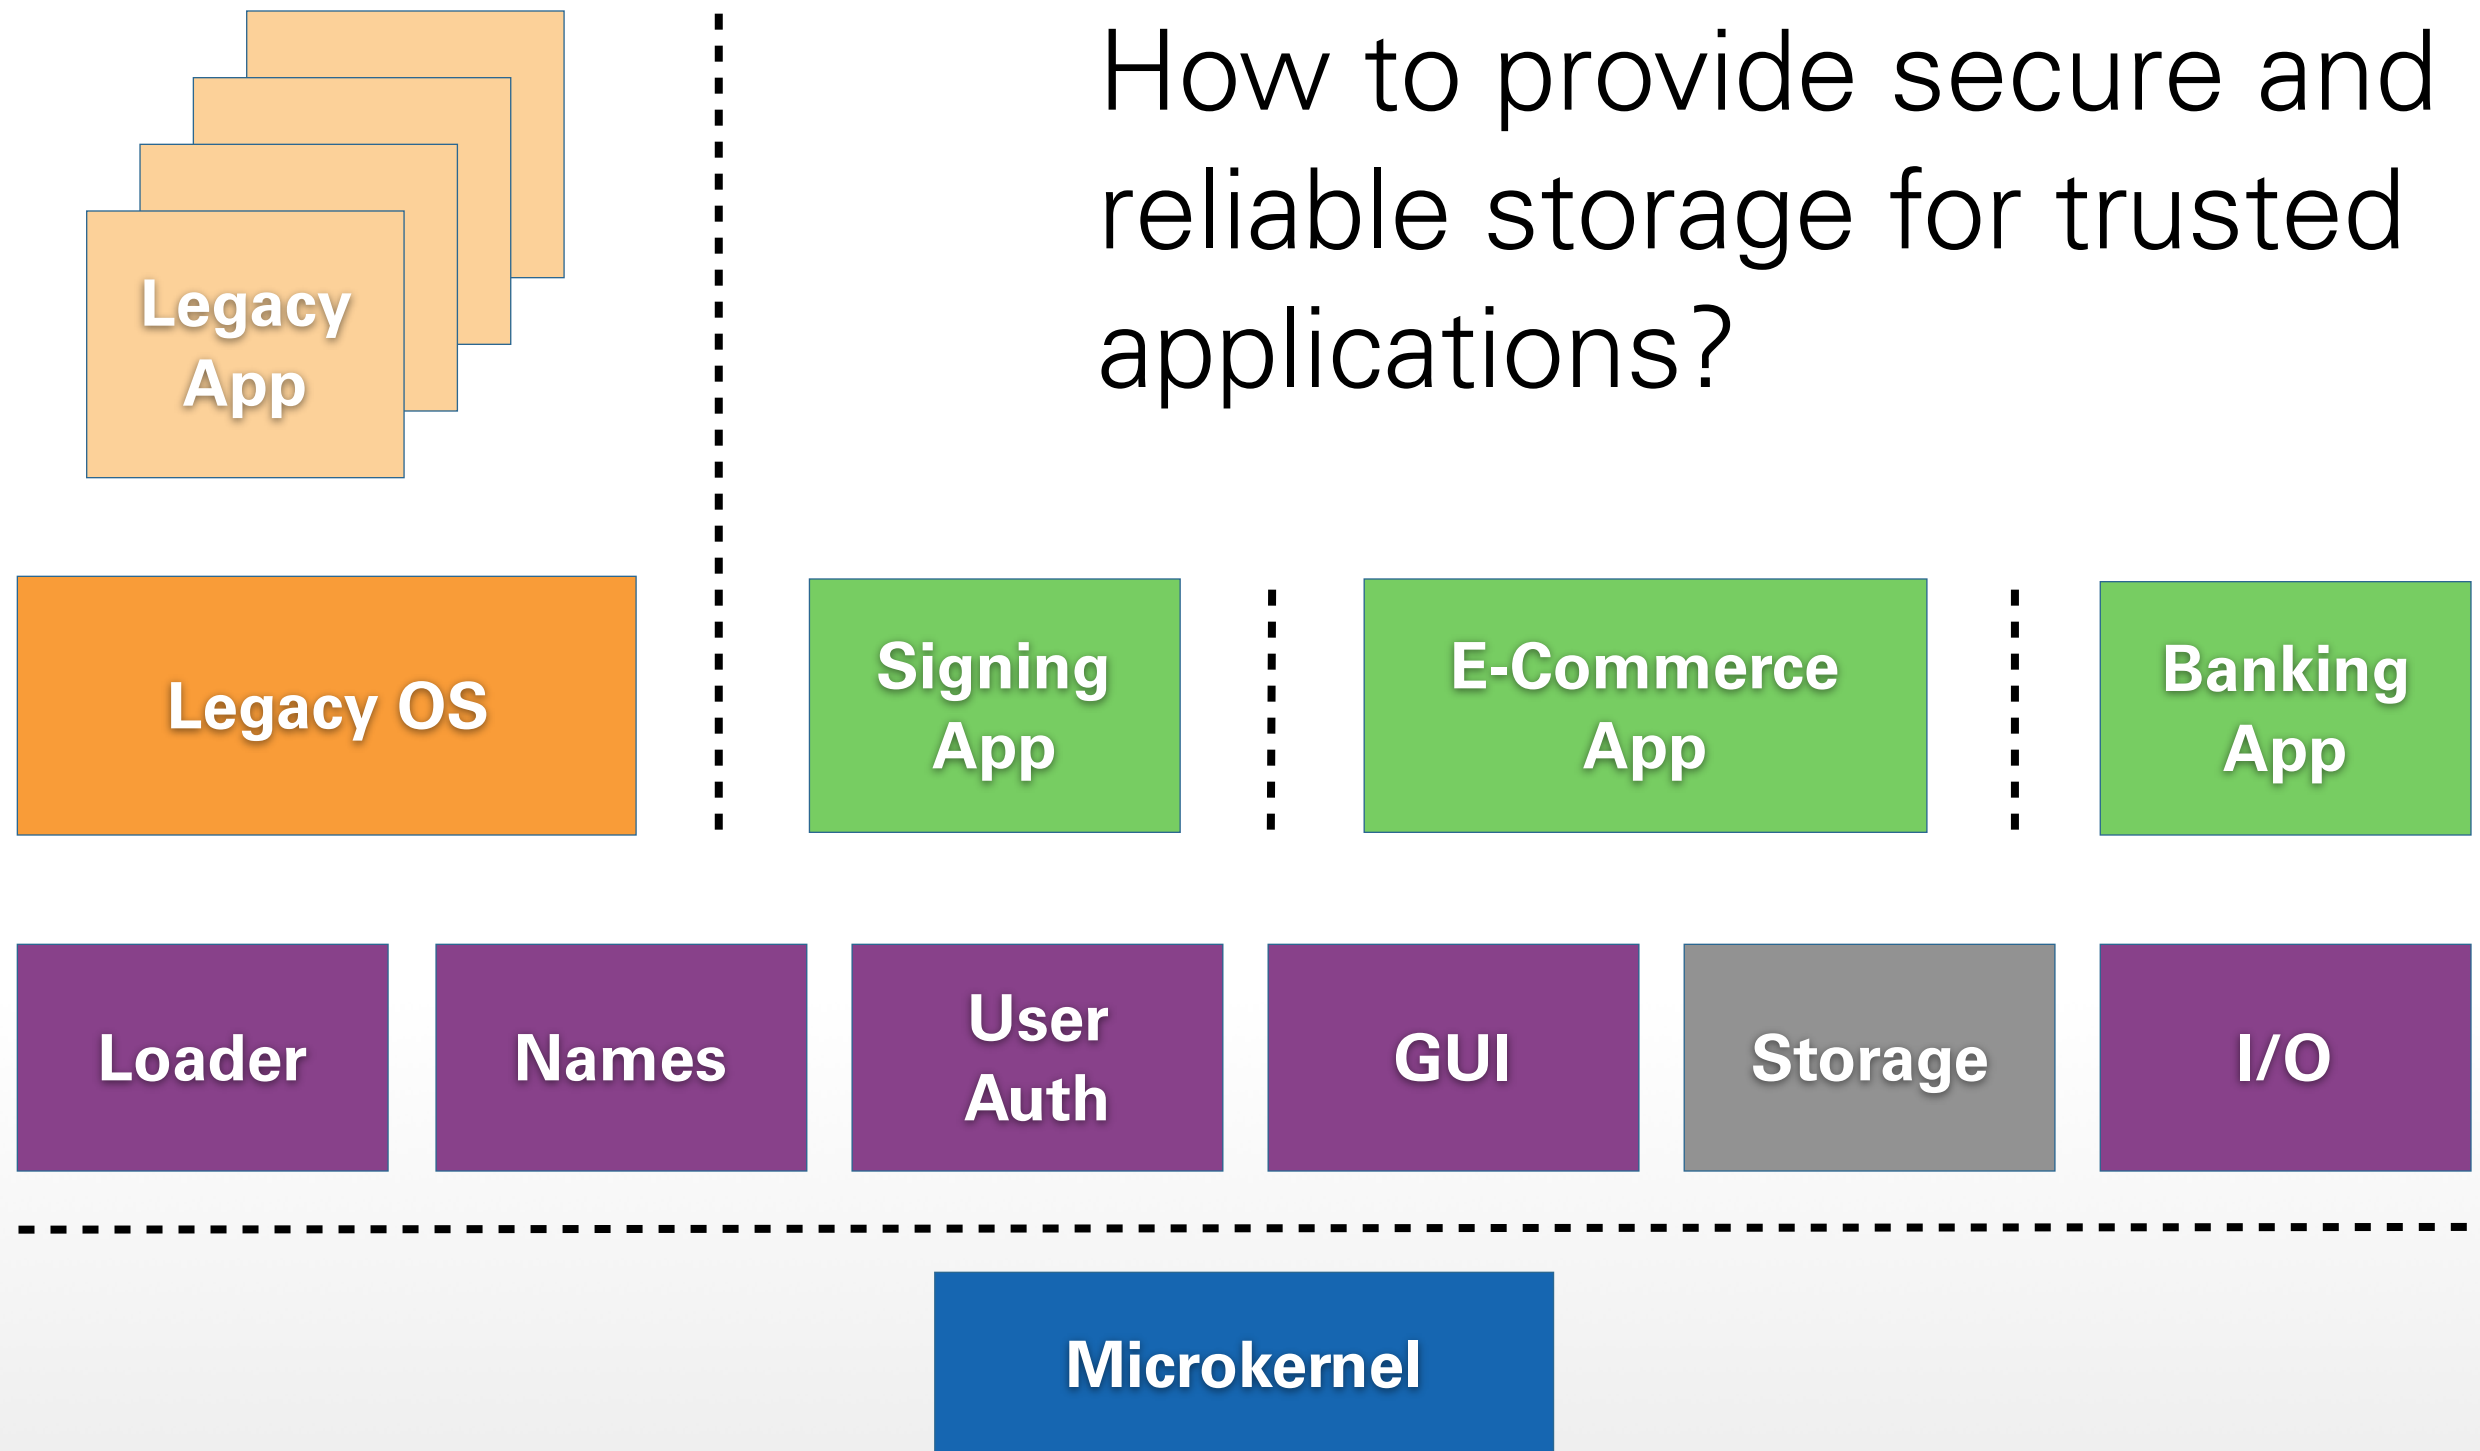 How to provide secure and
reliable storage for trusted
applications?
Legacy
App
Legacy OS
Signing
App
E-Commerce
App
Banking
App
Loader
Names
User
Auth
GUI
Storage
I/O
Microkernel